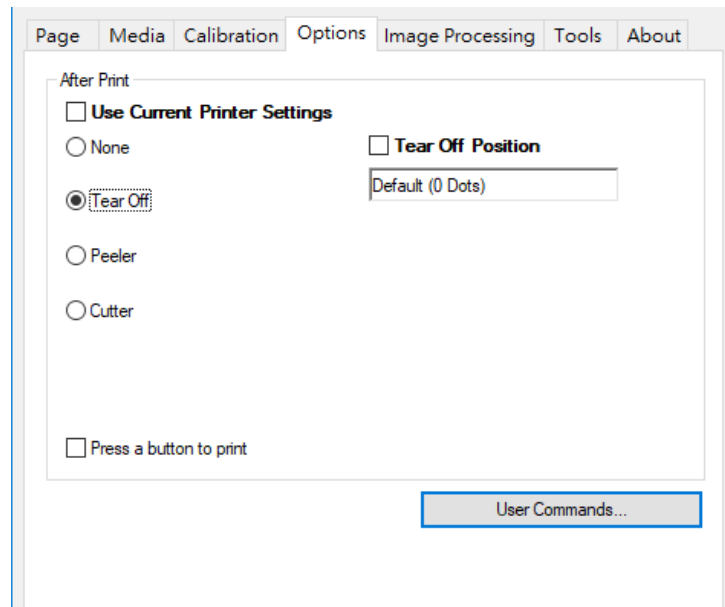 Page Media Calibration Options Image Processing Tools About
After Print
Use Current Printer Settings
None
Tear Off Position
Default (0 Dots)
Tear Off
Peeler
Cutter
Press a button to print
User Commands...